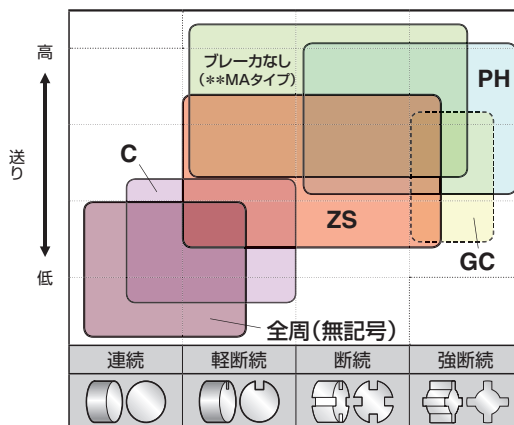 高
ブレーカなし
(**MAタイプ)
PH
送り
C
ZS
GC
低
全周(無記号)
連続 軽断続 断続 強断続